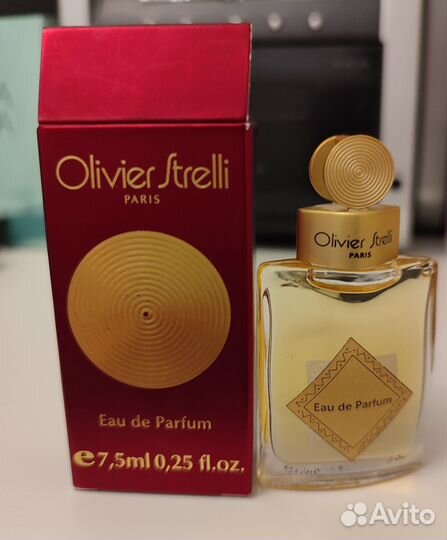 Olivier Strelli
PARIS
Eau de Parfum
e 7,5ml 0,25 fl.oz.
Olivier Strelli
PARIS
Eau de Parfum
Avito